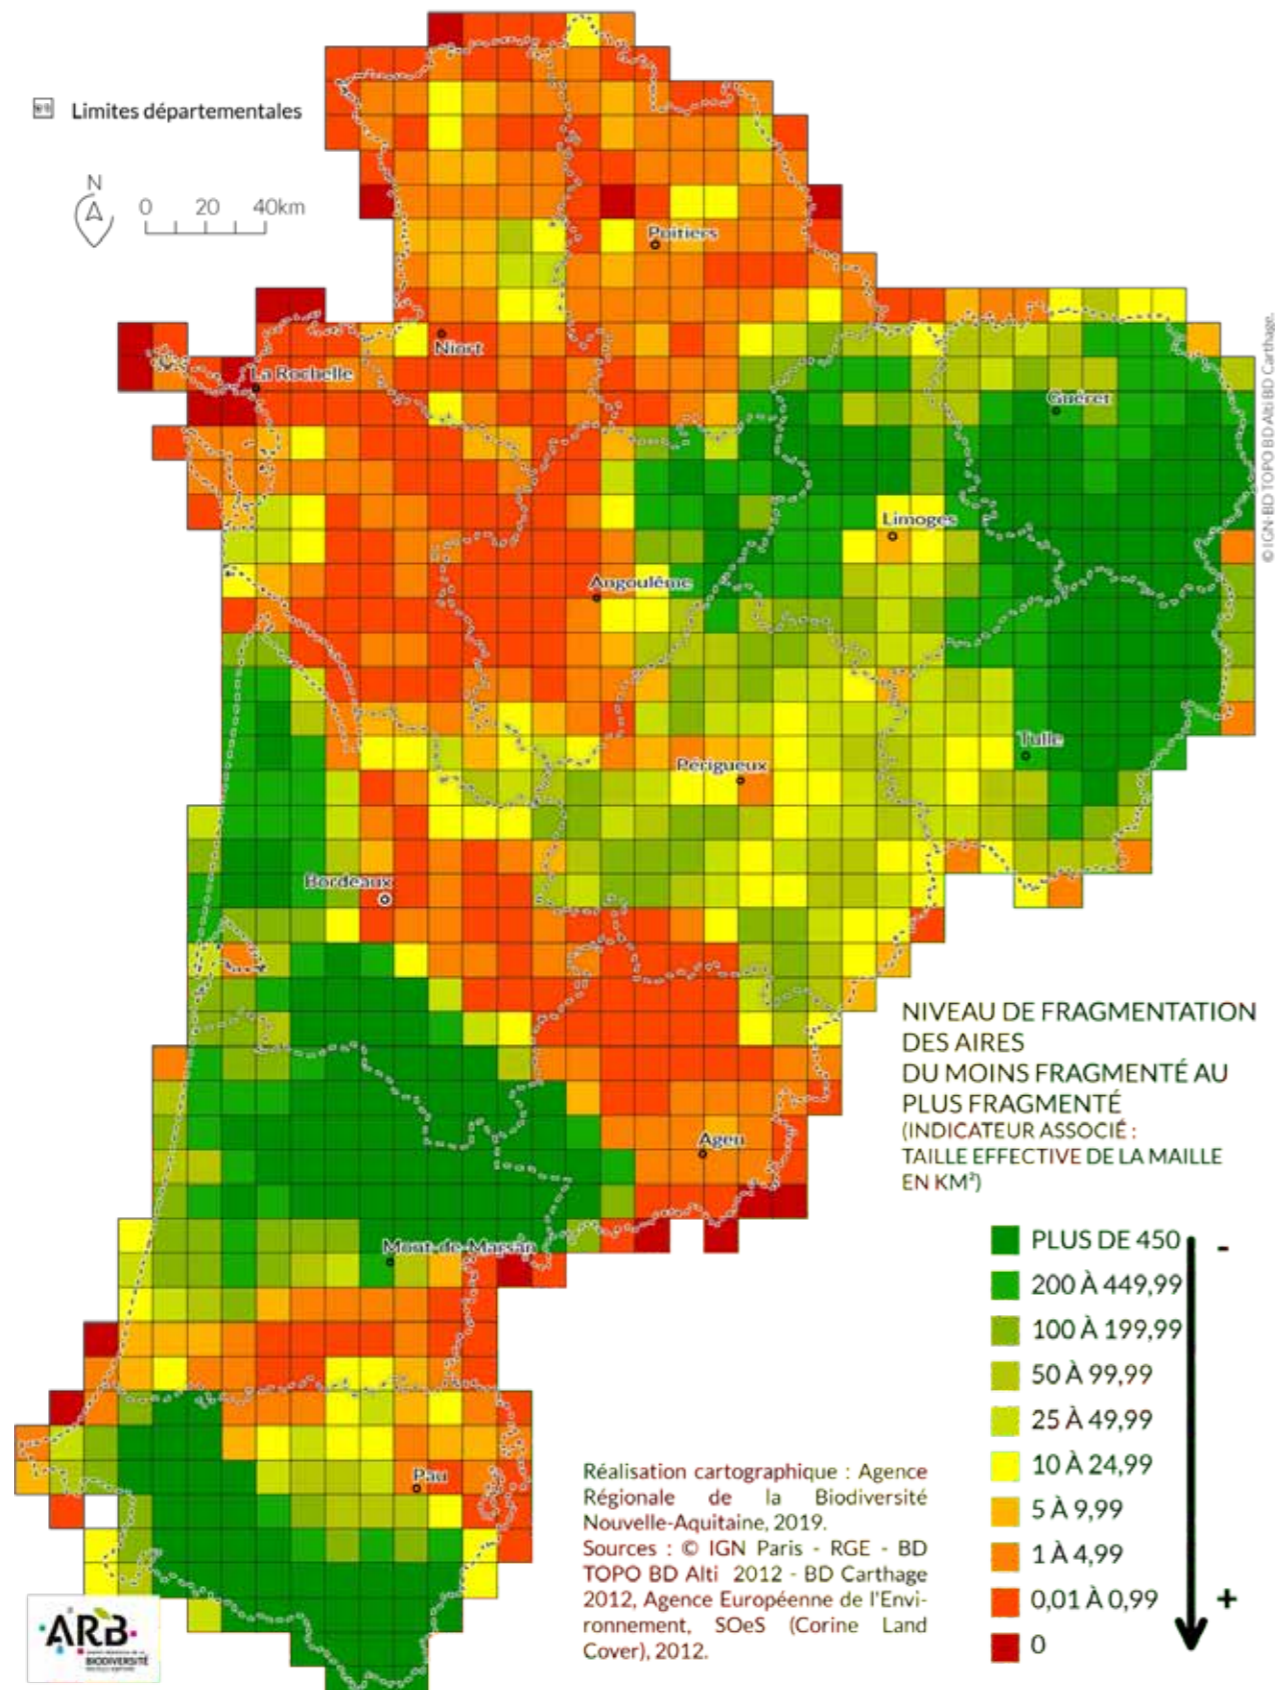 Limites départementales
N
0 20 40km
Poitiers
Niort
La Rochelle
Guéret
Limoges
Angoulême
Tulle
Périgueux
Bordeaux
Agen
Mont-de-Marsan
Pau
© IGN-BD TOPO BD Alti BD Carthage,
NIVEAU DE FRAGMENTATION
DES AIRES
DU MOINS FRAGMENTÉ AU
PLUS FRAGMENTÉ
(INDICATEUR ASSOCIÉ :
TAILLE EFFECTIVE DE LA MAILLE
EN KM²)
PLUS DE 450
200 À 449,99
100 À 199,99
50 À 99,99
25 À 49,99
10 À 24,99
5 À 9,99
1 À 4,99
0,01 À 0,99
0
-
+
Réalisation cartographique : Agence
Régionale de la Biodiversité
Nouvelle-Aquitaine, 2019.
Sources : © IGN Paris - RGE - BD
TOPO BD Alti 2012 - BD Carthage
2012, Agence Européenne de l'Envi-
ronnement, SOeS (Corine Land
Cover), 2012.
ARB
BIODIVERSITÉ